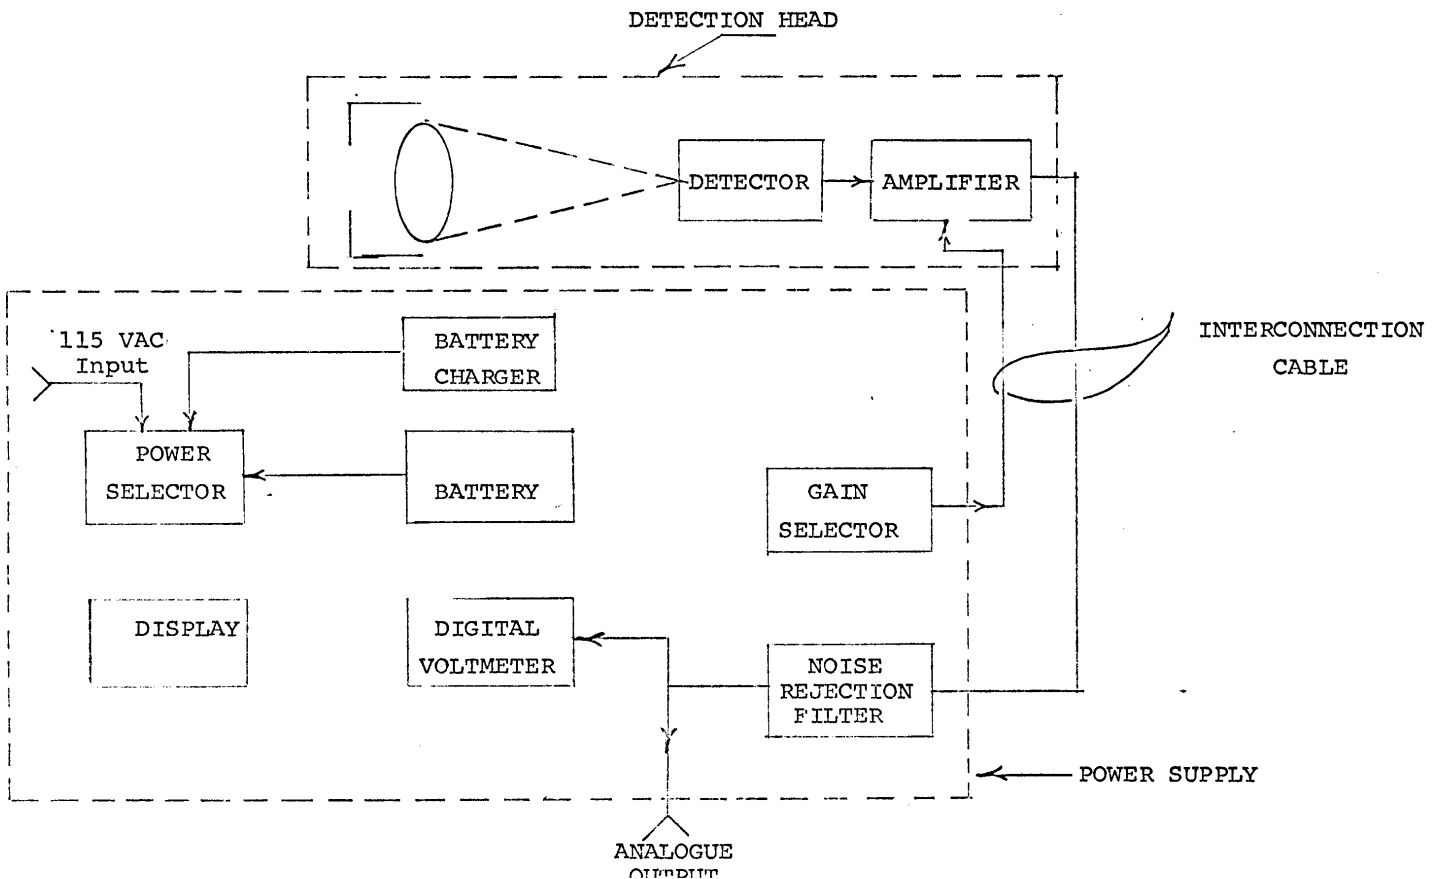 DETECTION HEAD
DETECTOR
AMPLIFIER
115 VAC
Input
BATTERY
CHARGER
INTERCONNECTION
CABLE
POWER
SELECTOR
BATTERY
GAIN
SELECTOR
DISPLAY
DIGITAL
VOLTMETER
NOISE
REJECTION
FILTER
POWER SUPPLY
ANALOGUE
OUTPUT